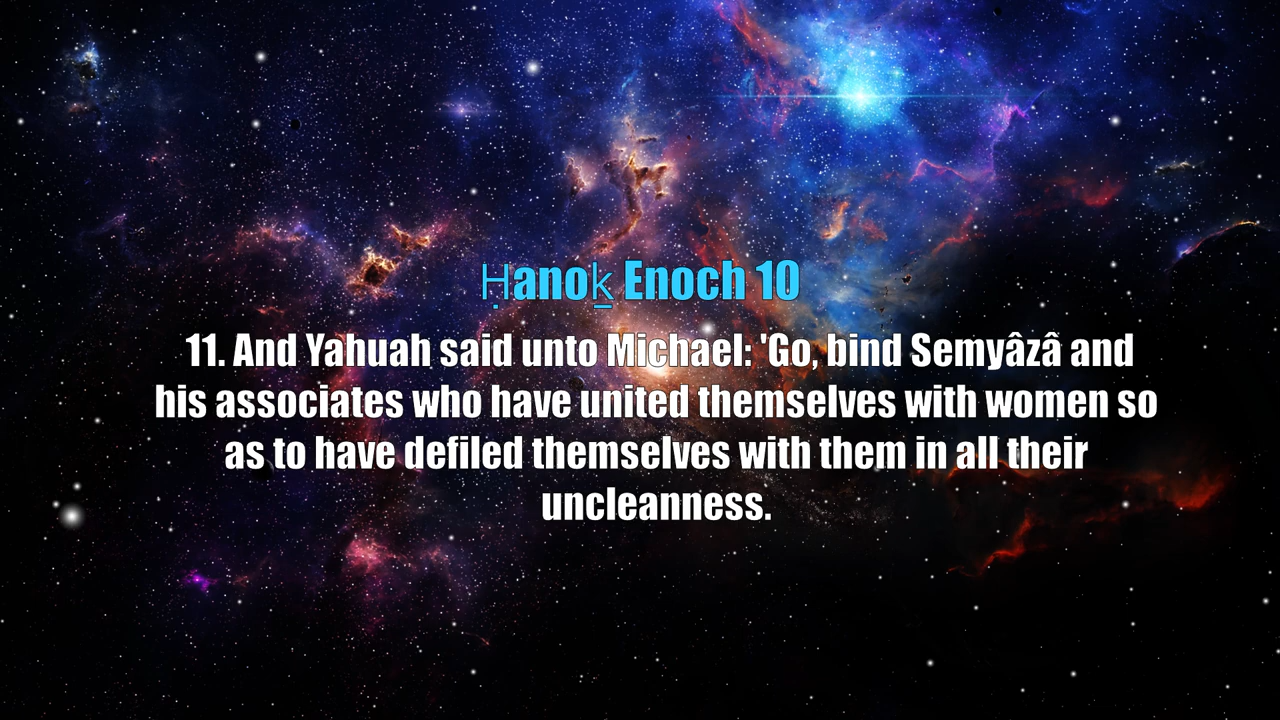 Ḥanoḵ Enoch 10
11. And Yahuah said unto Michael: 'Go, bind Semyâzâ and
his associates who have united themselves with women so
as to have defiled themselves with them in all their
uncleanness.